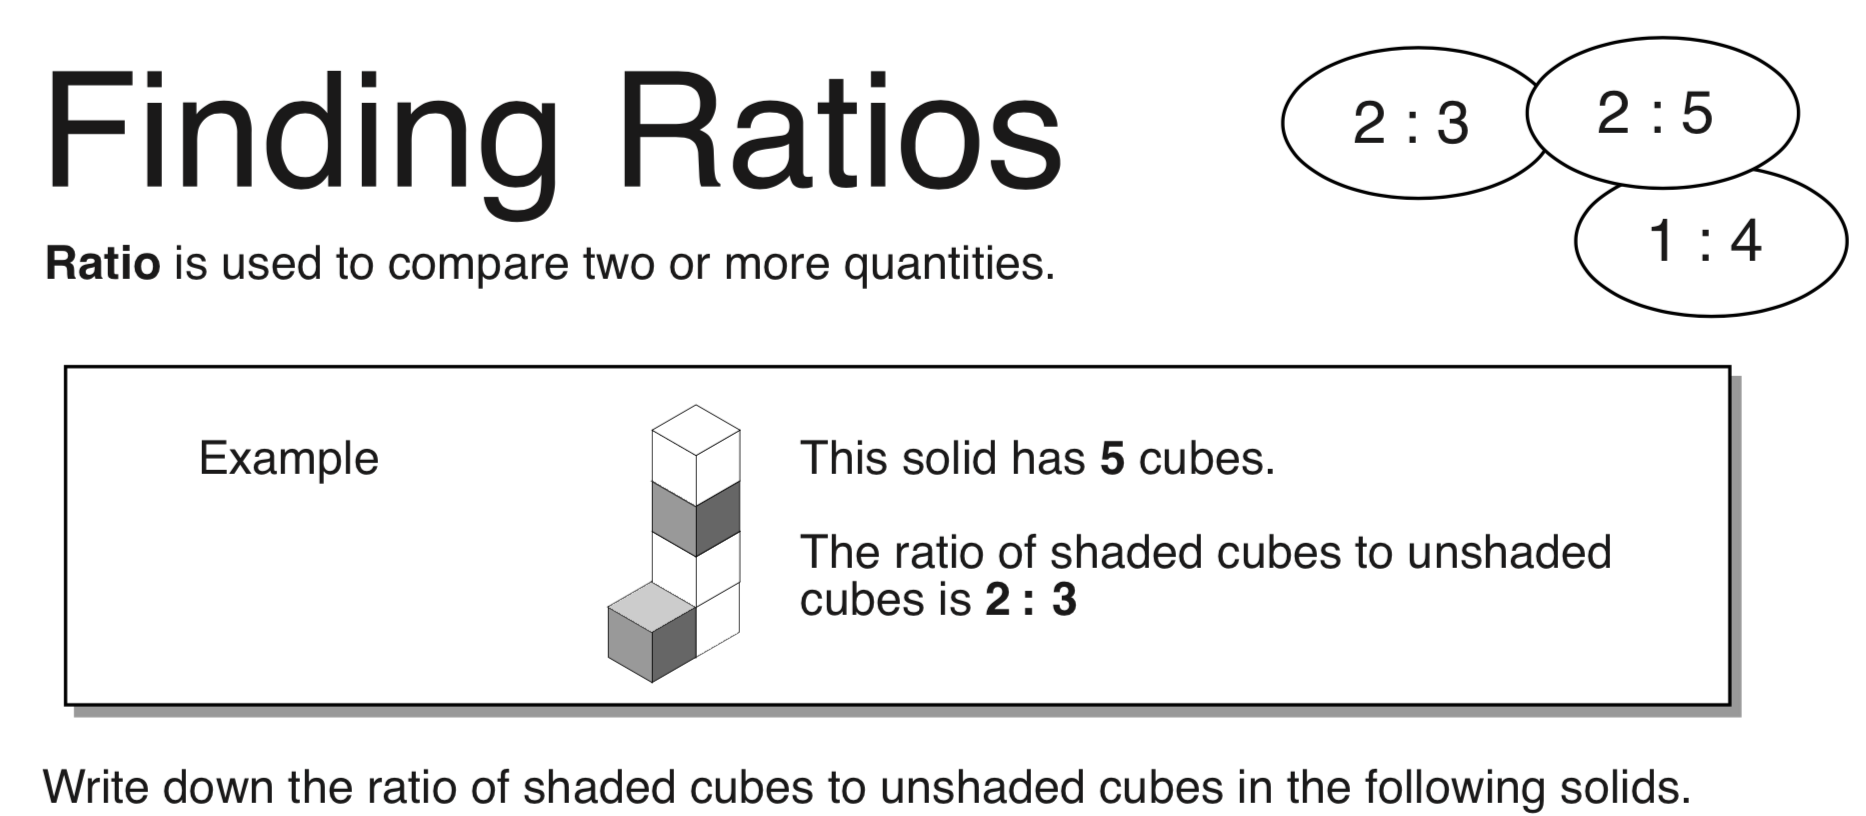 Finding Ratios
2 : 3
2 : 5
1 : 4
Ratio is used to compare two or more quantities.
Example
This solid has 5 cubes.
The ratio of shaded cubes to unshaded
cubes is 2 : 3
Write down the ratio of shaded cubes to unshaded cubes in the following solids.